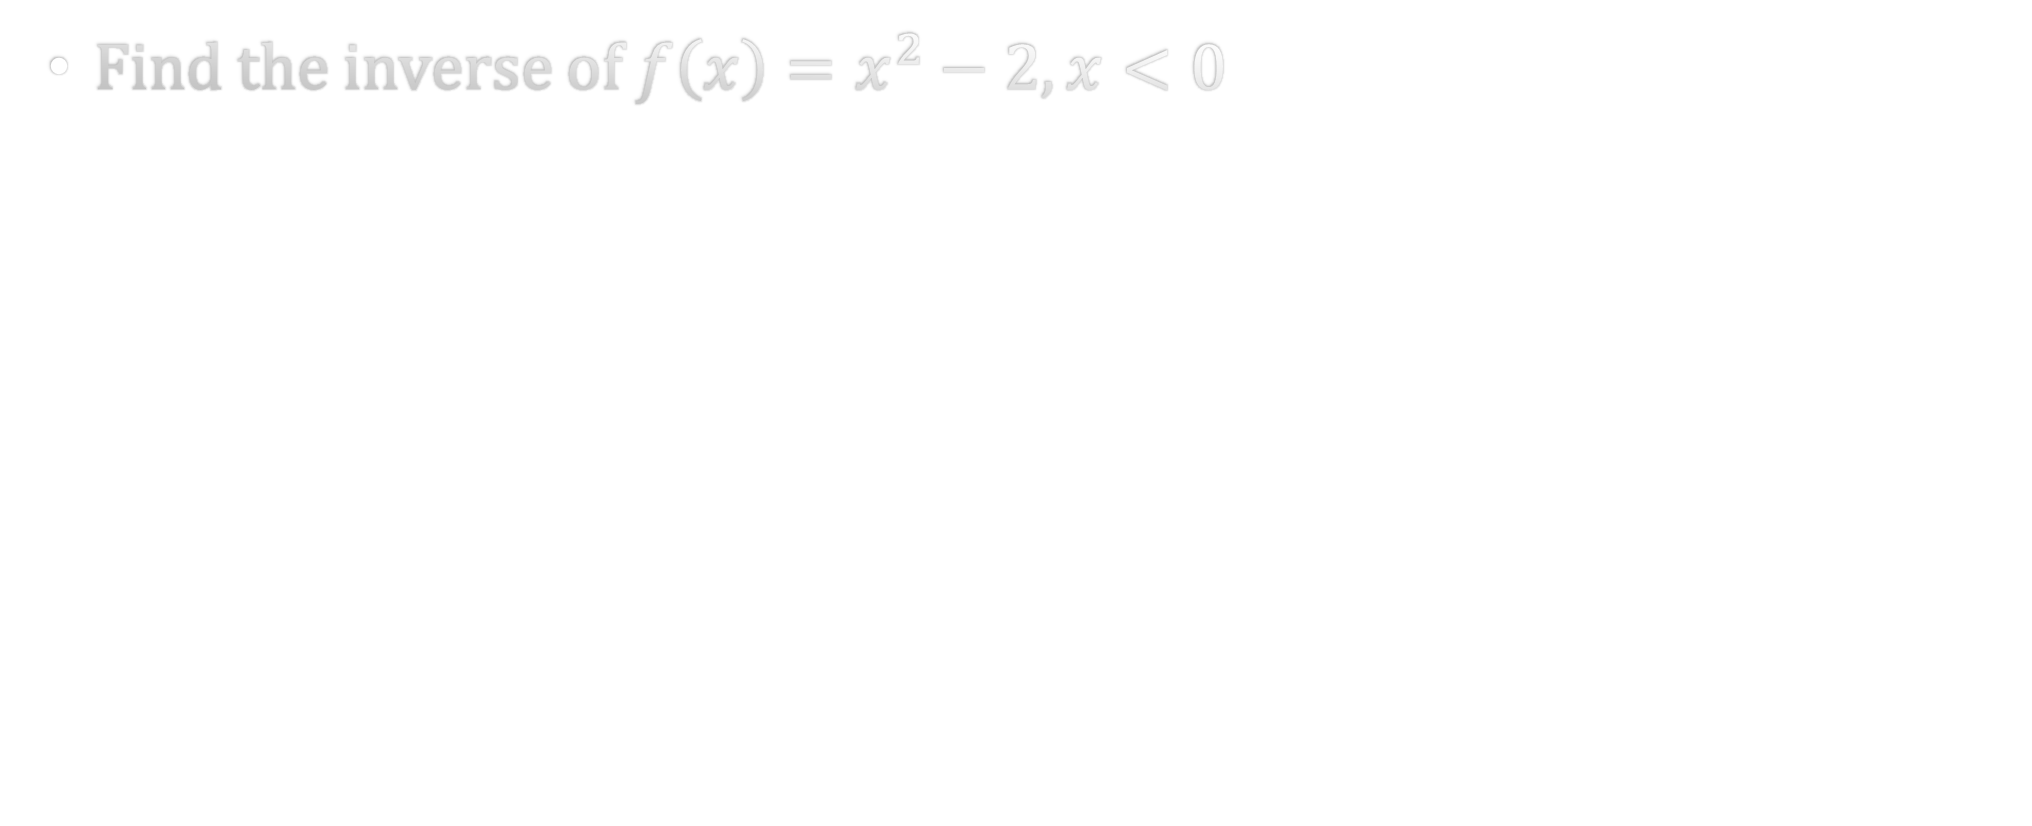 ◦ Find the inverse of f(x) = x² − 2, x < 0